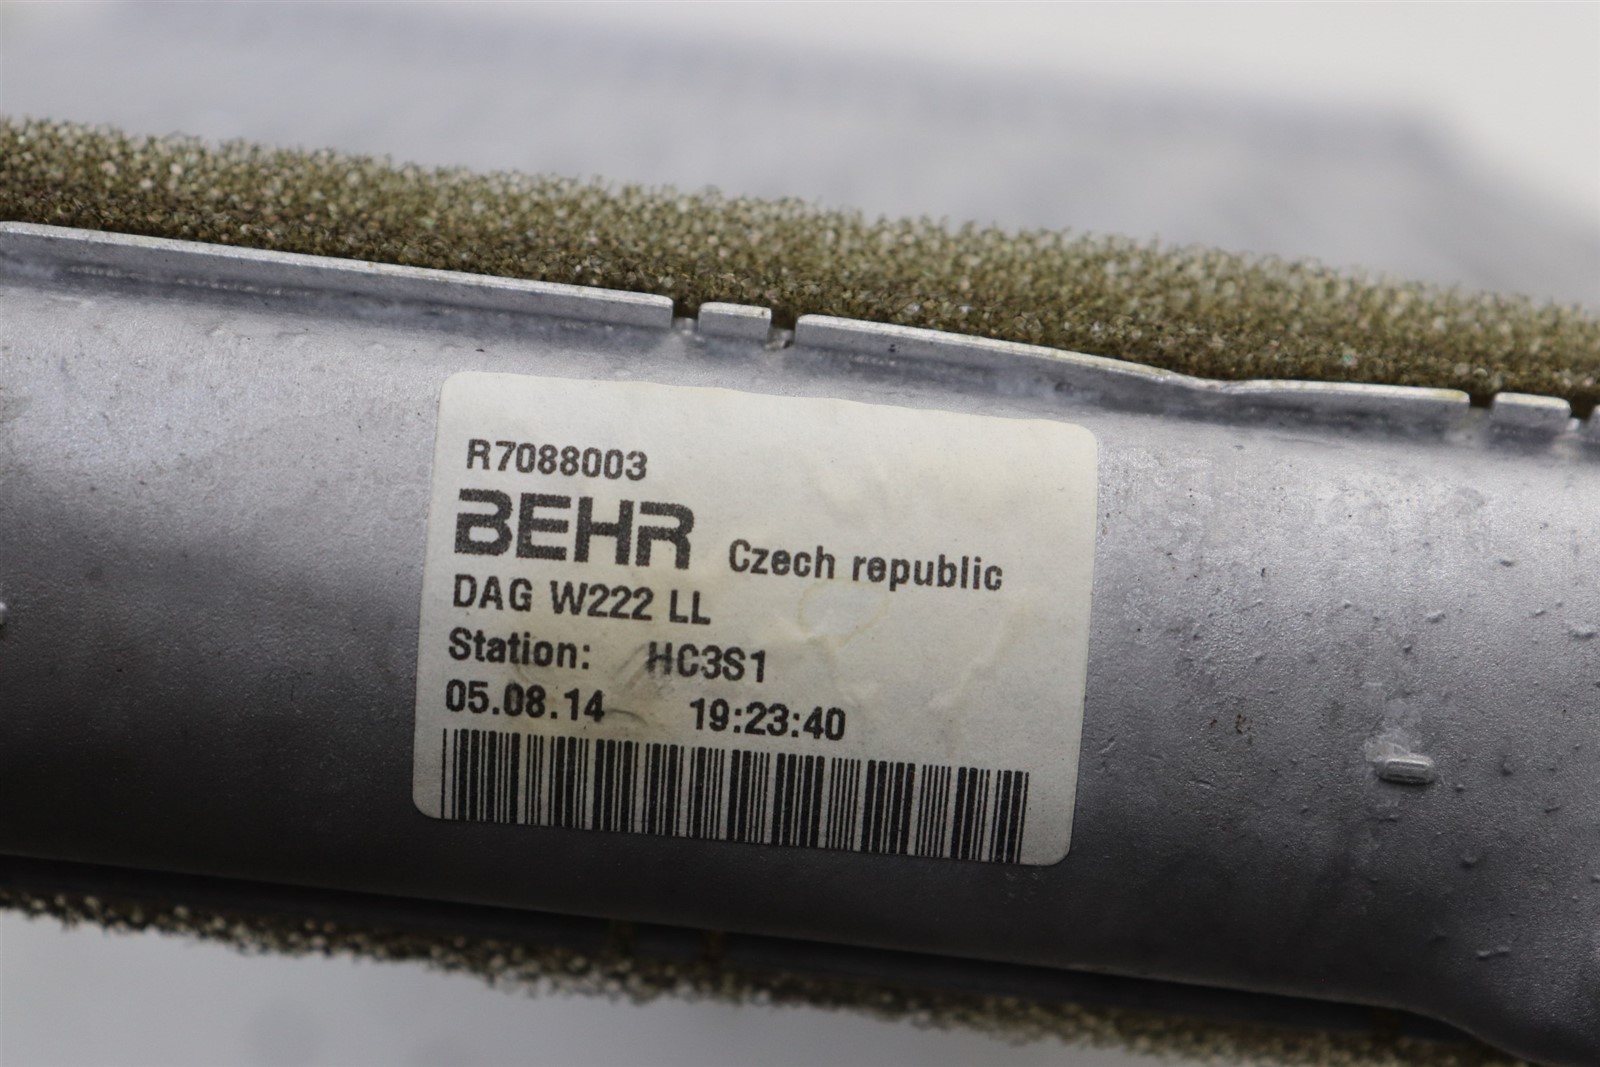 R7088003
BEHR Czech republic
DAG W222 LL
Station: HC3S1
05.08.14 19:23:40